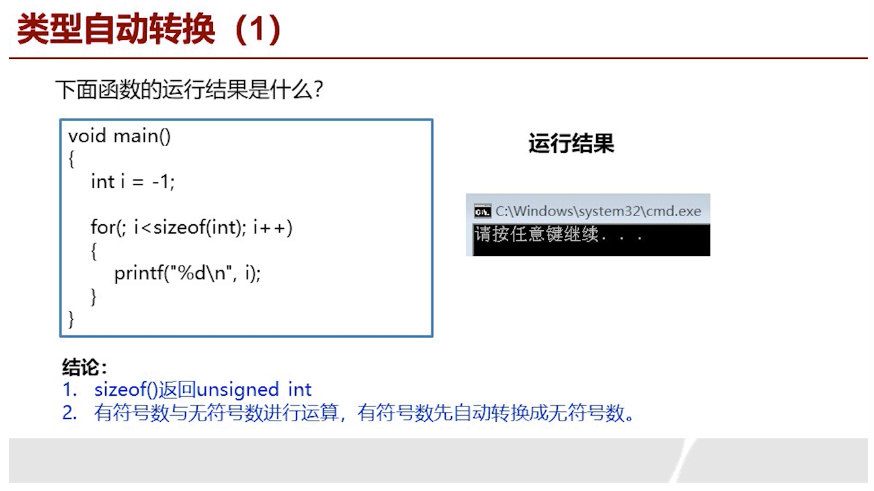 类型自动转换（1）
下面函数的运行结果是什么？
void main()
{
int i = -1;
for(; i<sizeof(int); i++)
{
printf("%d\n", i);
}
}
运行结果
C:\Windows\system32\cmd.exe
请按任意键继续. . .
结论：
1. sizeof()返回unsigned int
2. 有符号数与无符号数进行运算，有符号数先自动转换成无符号数。